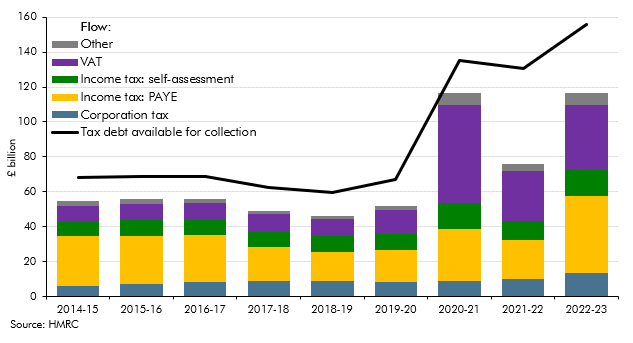 £ billion
160
140
120
100
80
60
40
20
0
Flow:
Other
VAT
Income tax: self-assessment
Income tax: PAYE
Corporation tax
Tax debt available for collection
2014-15 2015-16 2016-17 2017-18 2018-19 2019-20 2020-21 2021-22 2022-23
Source: HMRC